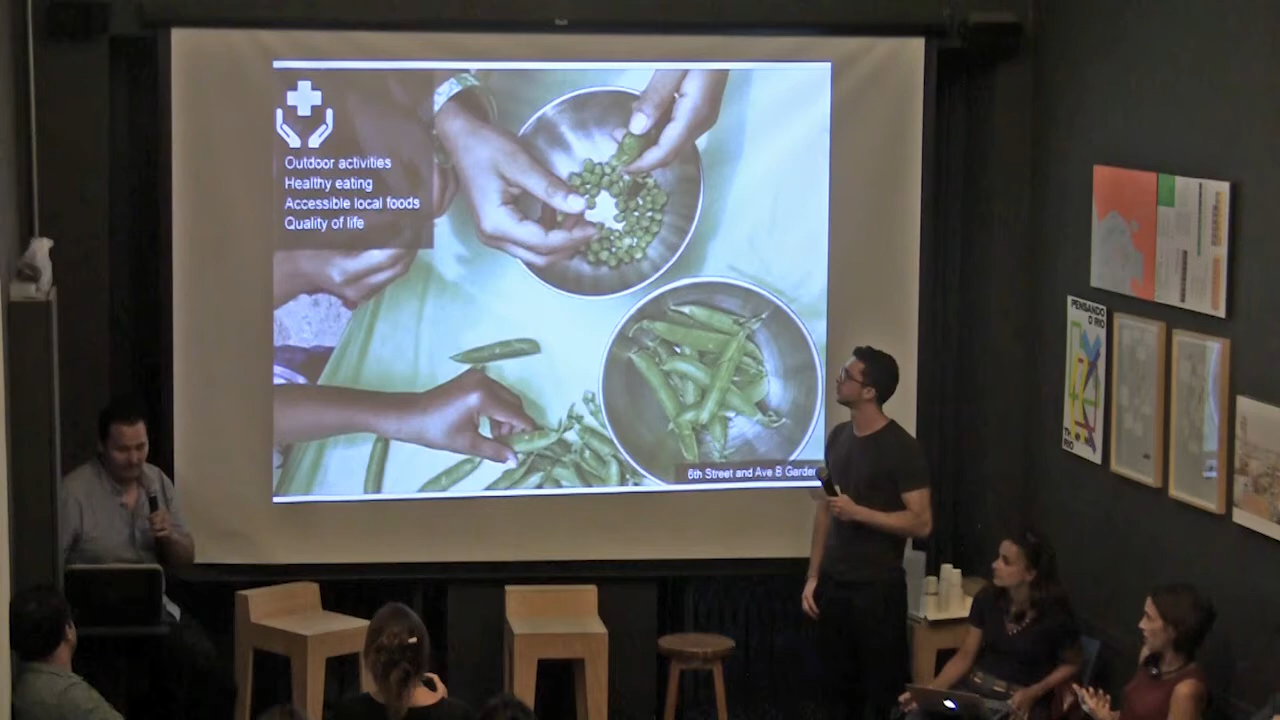 Outdoor activities
Healthy eating
Accessible local foods
Quality of life
6th Street and Ave B Garden
PENSANDO
O RIO